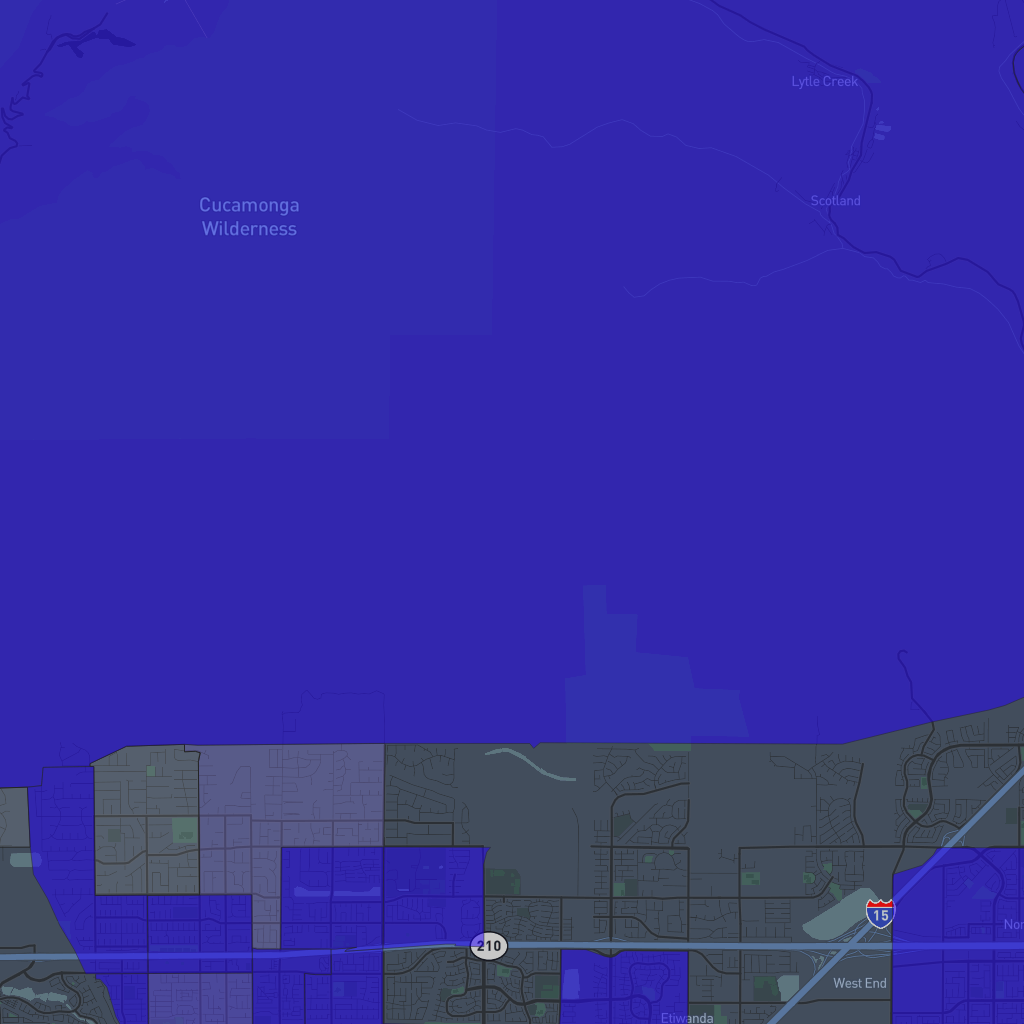 Lytle Creek
Cucamonga
Wilderness
Scotland
15
210
West End
Etiwanda